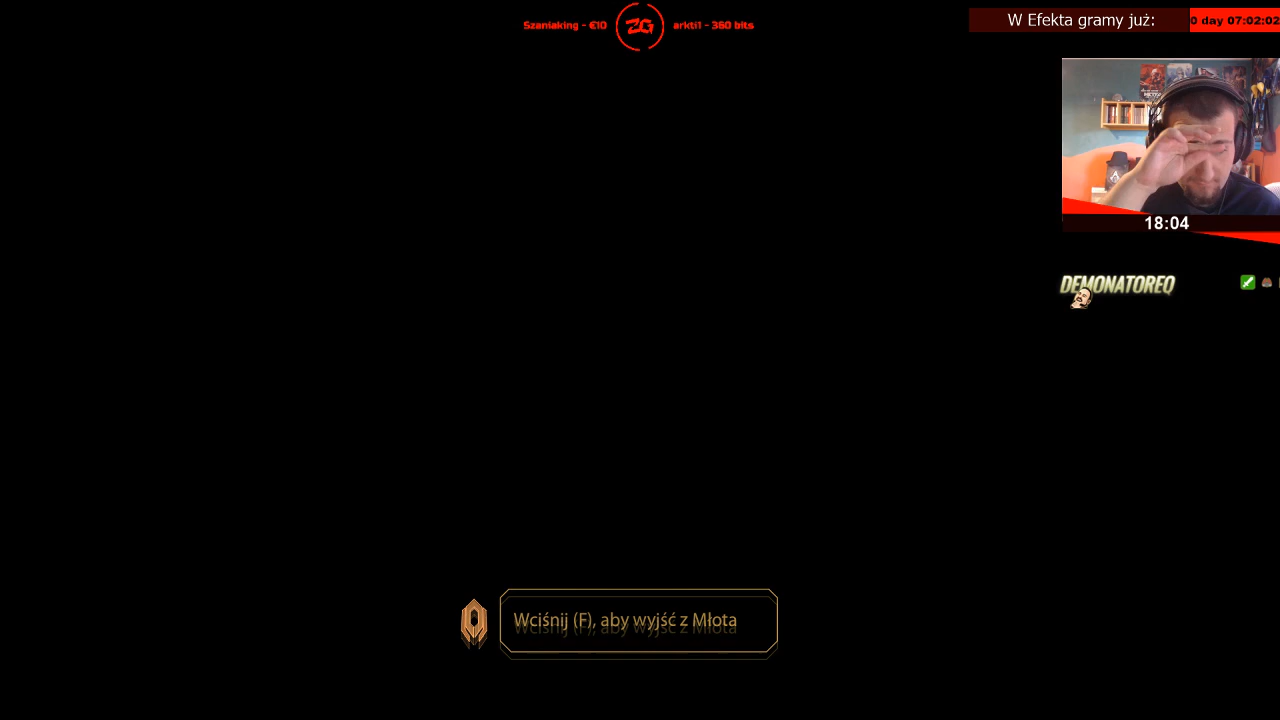 Szaniaking - €10
ZG
arkti1 - 360 bits
W Efekta gramy już:
0 day 07:02:02
18:04
DEMONATOREQ
Wciśnij (F), aby wyjść z Młota